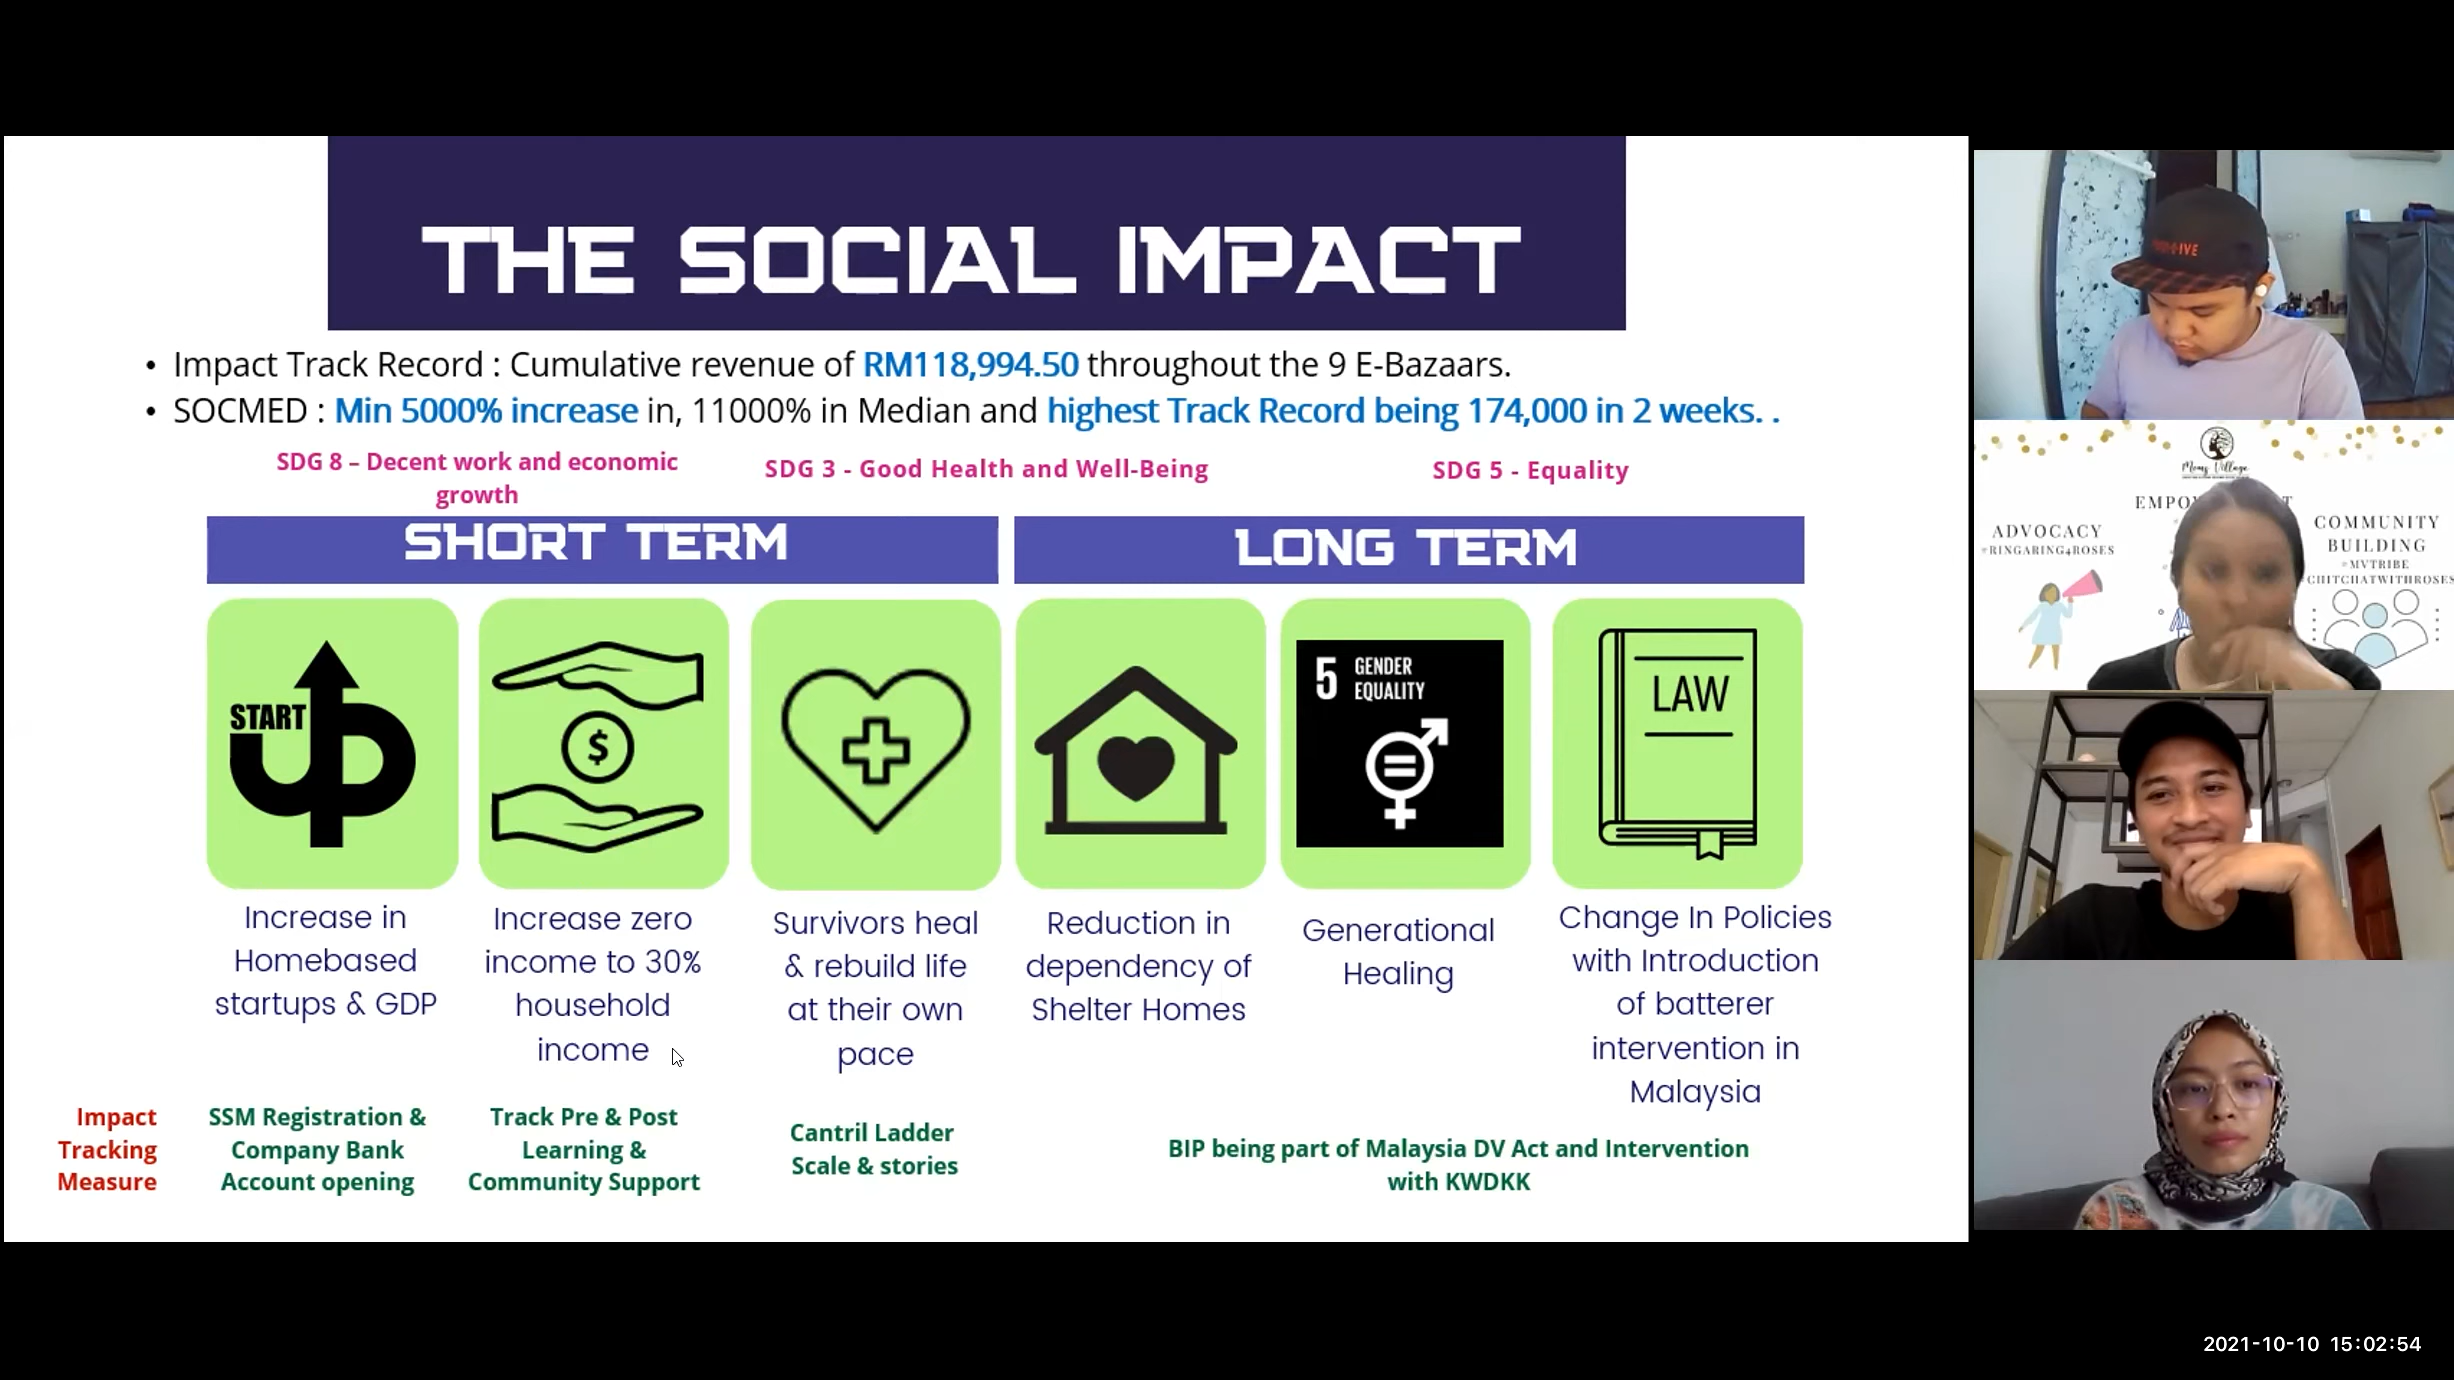 THE SOCIAL IMPACT
• Impact Track Record : Cumulative revenue of RM118,994.50 throughout the 9 E-Bazaars.
• SOCMED : Min 5000% increase in, 11000% in Median and highest Track Record being 174,000 in 2 weeks. .
SDG 8 – Decent work and economic
growth
SDG 3 - Good Health and Well-Being
SDG 5 - Equality
SHORT TERM
LONG TERM
START
UP
$
5 GENDER
EQUALITY
LAW
Increase in
Homebased
startups & GDP
Increase zero
income to 30%
household
income
Survivors heal
& rebuild life
at their own
pace
Reduction in
dependency of
Shelter Homes
Generational
Healing
Change In Policies
with Introduction
of batterer
intervention in
Malaysia
Impact
Tracking
Measure
SSM Registration &
Company Bank
Account opening
Track Pre & Post
Learning &
Community Support
Cantril Ladder
Scale & stories
BIP being part of Malaysia DV Act and Intervention
with KWDKK
Moms Village
ADVOCACY
#RINGARING4ROSES
COMMUNITY
BUILDING
#MVTRIBE
CHITCHATWITHROSES
2021-10-10 15:02:54